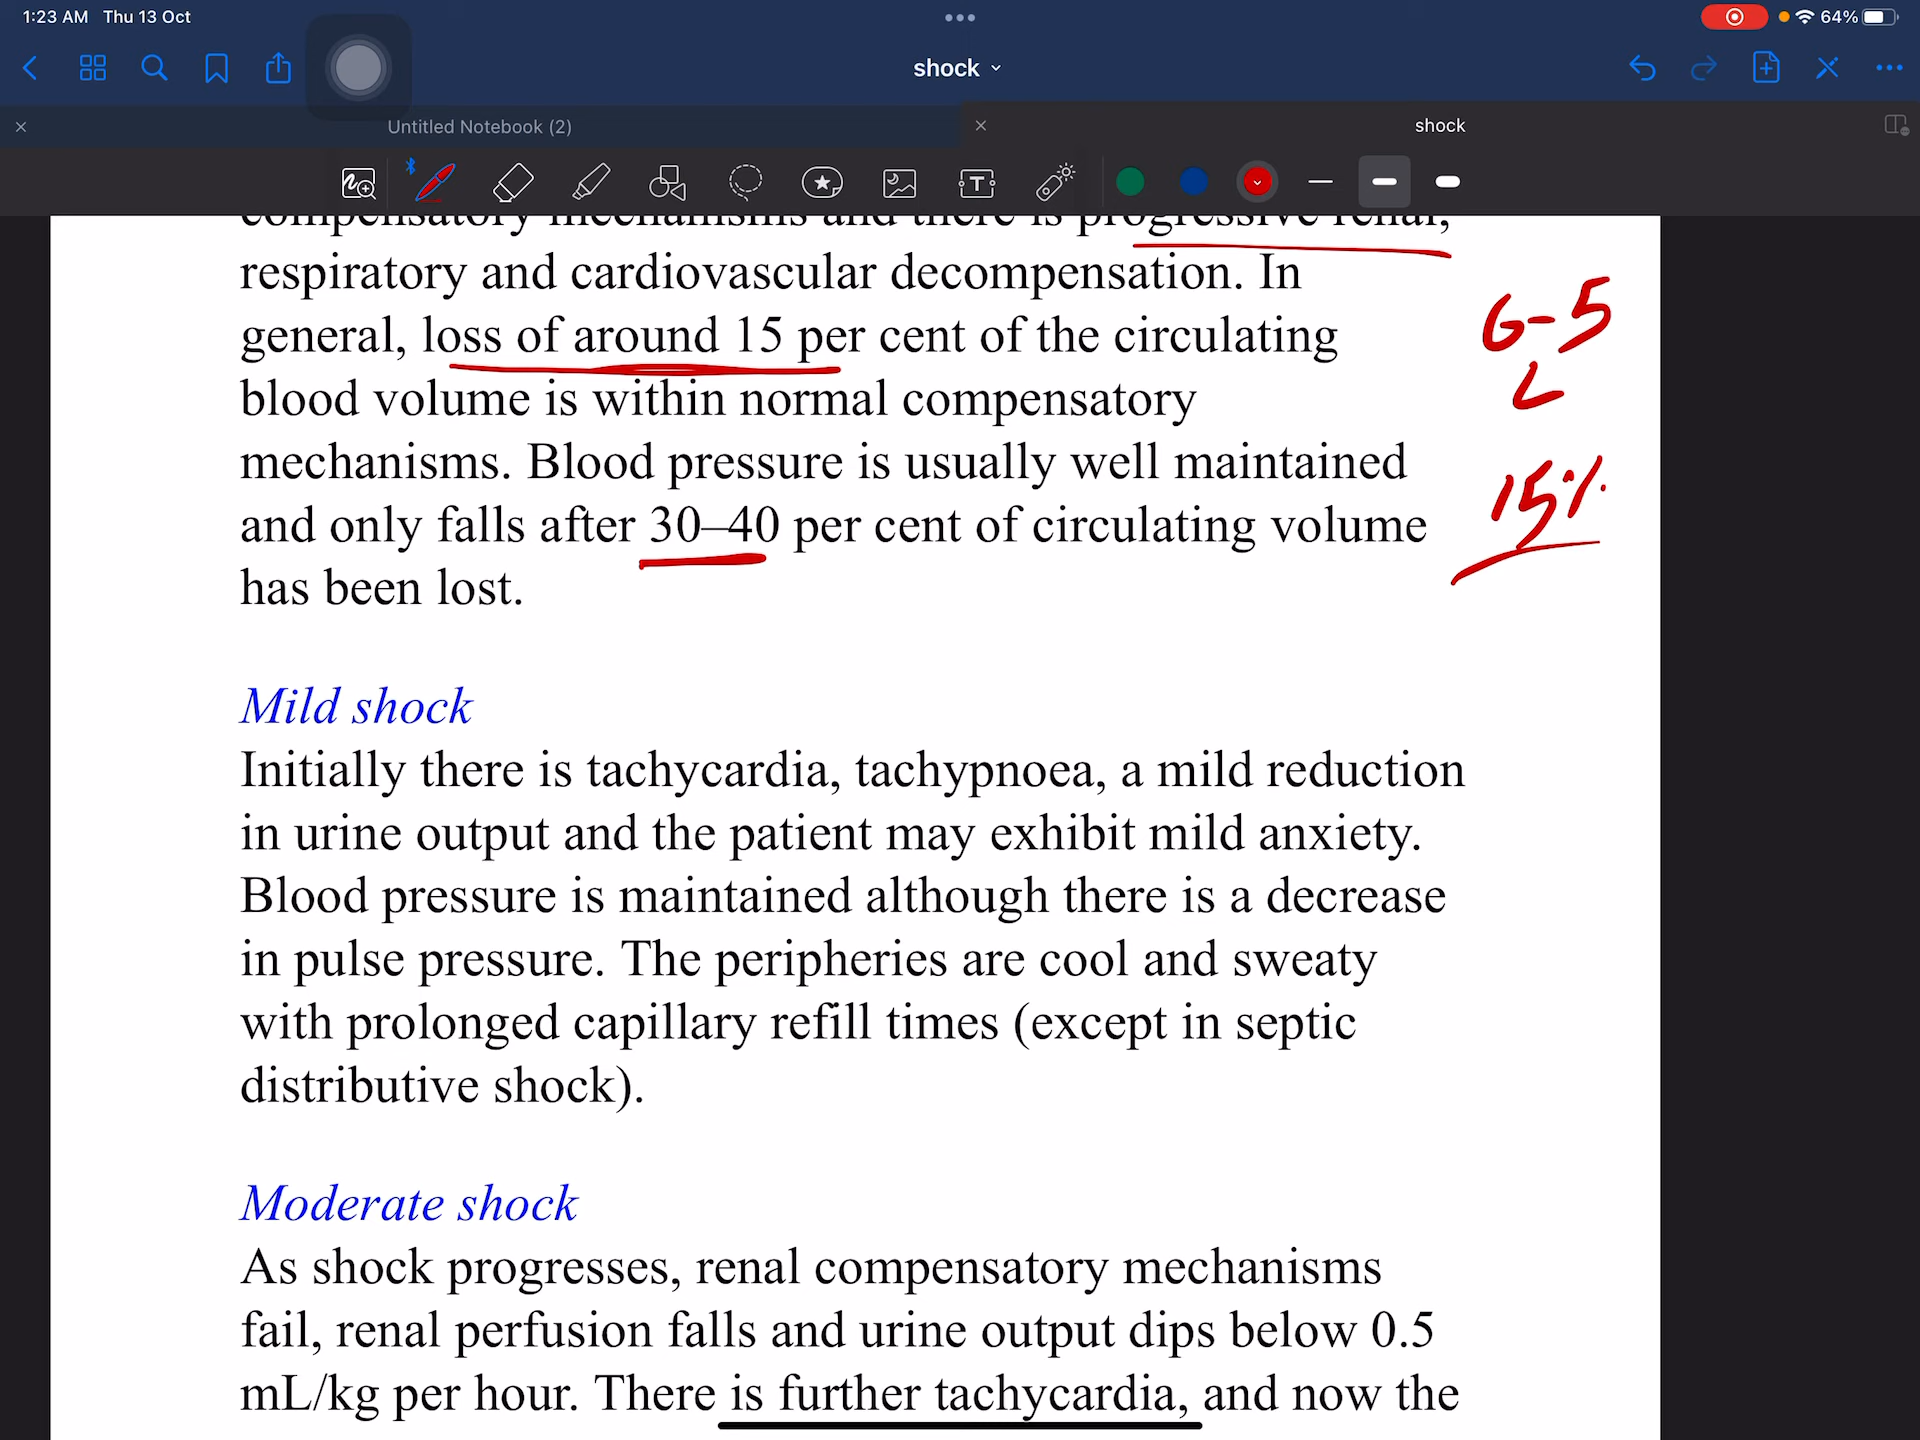 1:23 AM Thu 13 Oct
64%
shock
Untitled Notebook (2)
shock
compensatory mechanisms and there is progressive renal,
respiratory and cardiovascular decompensation. In
general, loss of around 15 per cent of the circulating
blood volume is within normal compensatory
mechanisms. Blood pressure is usually well maintained
and only falls after 30–40 per cent of circulating volume
has been lost.
6-5
L
15%
Mild shock
Initially there is tachycardia, tachypnoea, a mild reduction
in urine output and the patient may exhibit mild anxiety.
Blood pressure is maintained although there is a decrease
in pulse pressure. The peripheries are cool and sweaty
with prolonged capillary refill times (except in septic
distributive shock).
Moderate shock
As shock progresses, renal compensatory mechanisms
fail, renal perfusion falls and urine output dips below 0.5
mL/kg per hour. There is further tachycardia, and now the